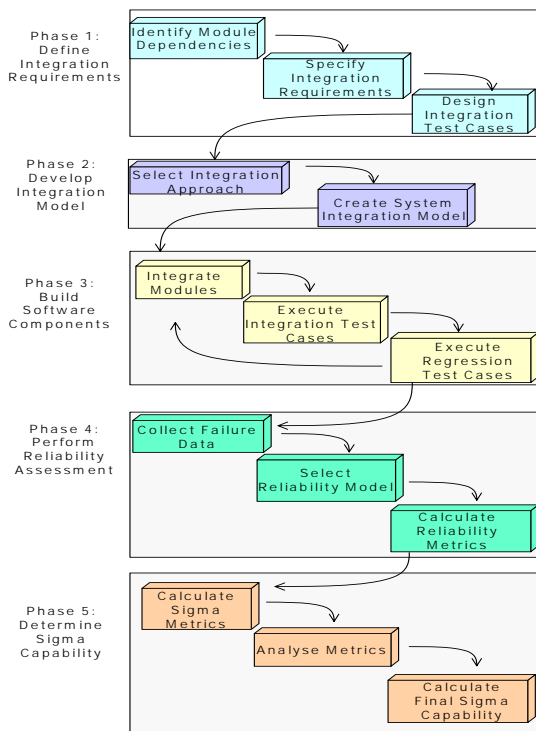 Phase 1:
Define
Integration
Requirements
Identify Module
Dependencies
Specify
Integration
Requirements
Design
Integration
Test Cases
Phase 2:
Develop
Integration
Model
Select Integration
Approach
Create System
Integration Model
Phase 3:
Build
Software
Components
Integrate
Modules
Execute
Integration Test
Cases
Execute
Regression
Test Cases
Phase 4:
Perform
Reliability
Assessment
Collect Failure
Data
Select
Reliability Model
Calculate
Reliability
Metrics
Phase 5:
Determine
Sigma
Capability
Calculate
Sigma
Metrics
Analyse Metrics
Calculate
Final Sigma
Capability